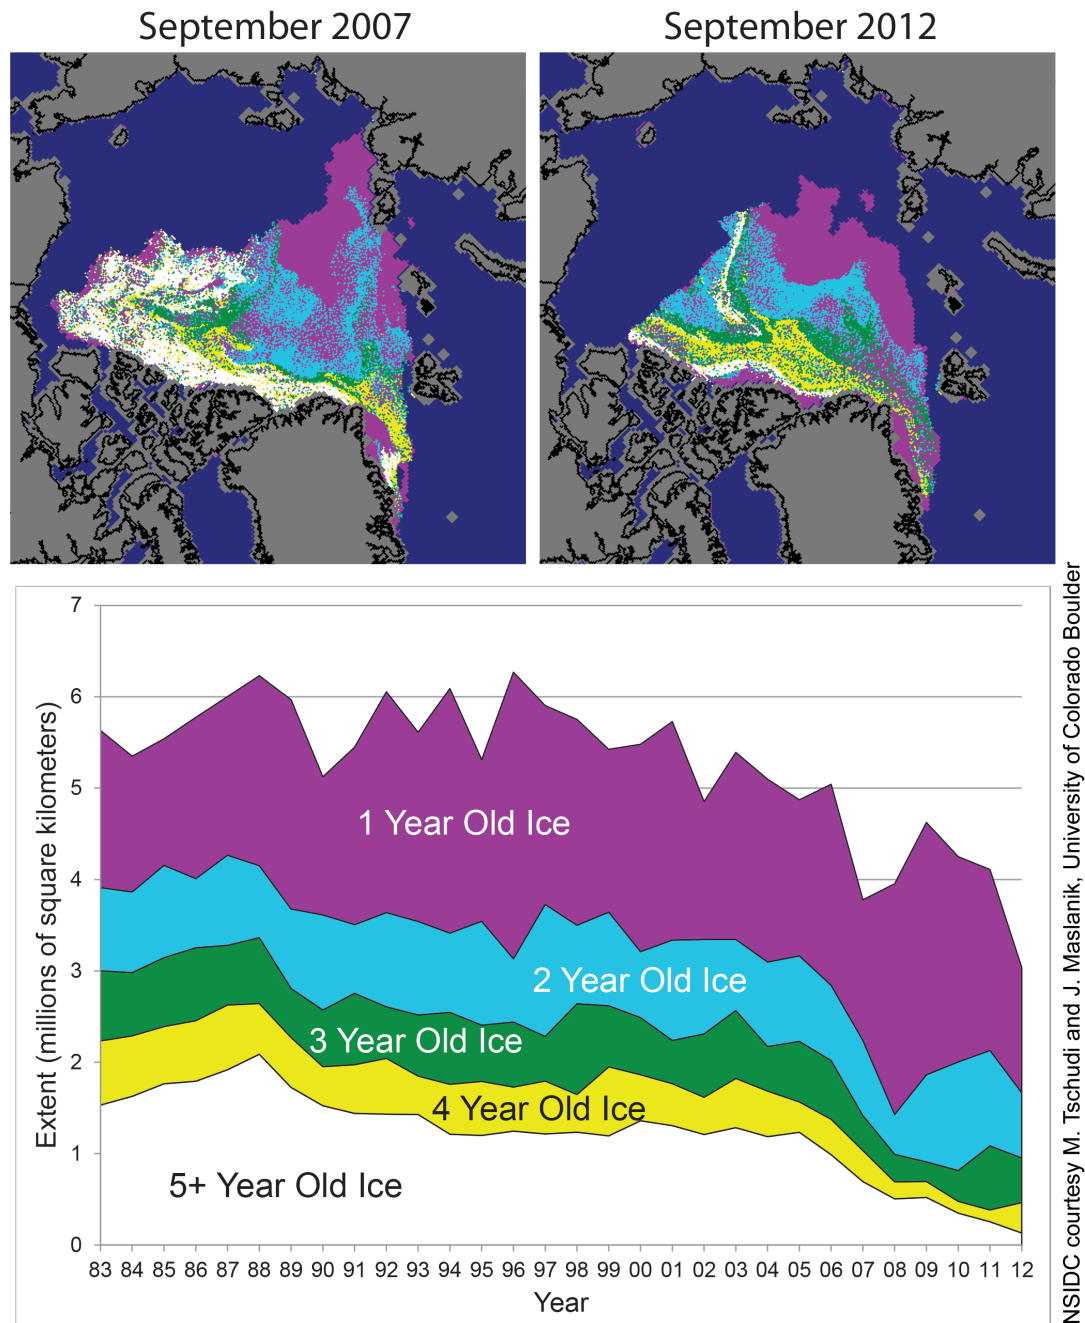 September 2007
September 2012
7
6
5
4
3
2
1
0
Extent (millions of square kilometers)
1 Year Old Ice
2 Year Old Ice
3 Year Old Ice
4 Year Old Ice
5+ Year Old Ice
83 84 85 86 87 88 89 90 91 92 93 94 95 96 97 98 99 00 01 02 03 04 05 06 07 08 09 10 11 12
Year
NSIDC courtesy M. Tschudi and J. Maslanik, University of Colorado Boulder